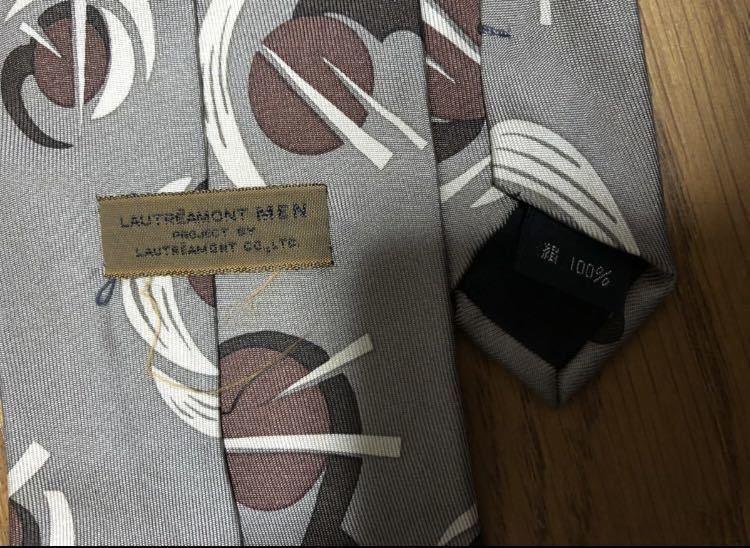 LAUTRÉAMONT MEN
PROJECT BY
LAUTRÉAMONT CO.,LTD.
絹 100%